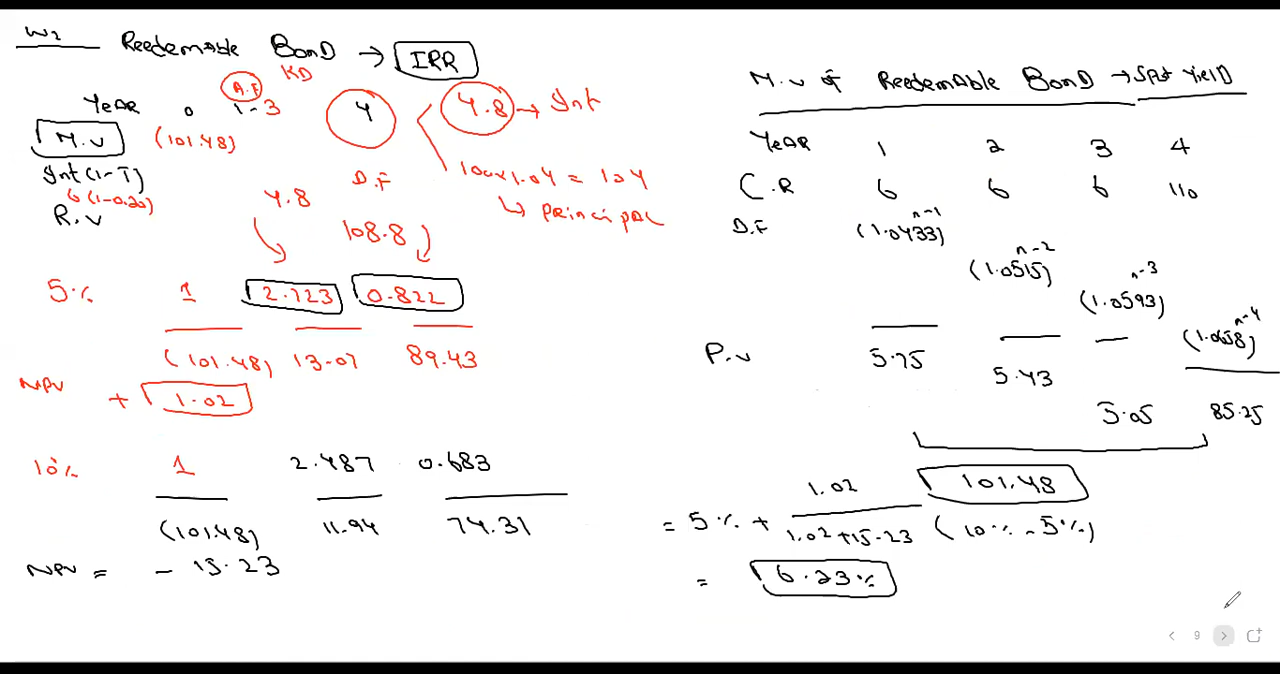 W2 Reedemable BonD → IRR
KD
A.F
YEAR 0 1-3 4 4.8 → Int
M.V (101.48)
Int(1-T)
6(1-0.20)
R.V
D.F
100x1.04 = 104
↳ PRinciPAL
4.8
108.8
5% 1 2.723 0.822
(101.48) 13.07 89.43
NPV + 1.02
10% 1 2.487 0.683
(101.48) 11.94 74.31
NPV = - 15.23
M.V of ReedemAble BonD → SPot YielD
YEAR 1 2 3 4
C.R 6 6 6 110
D.F (1.0433)n-1
(1.0515)n-2
(1.0593)n-3
(1.0658)n-4
P.V 5.75
5.43
5.05 85.25
101.48
1.02
= 5% + 1.02+15.23 (10% - 5%)
= 6.23%
9